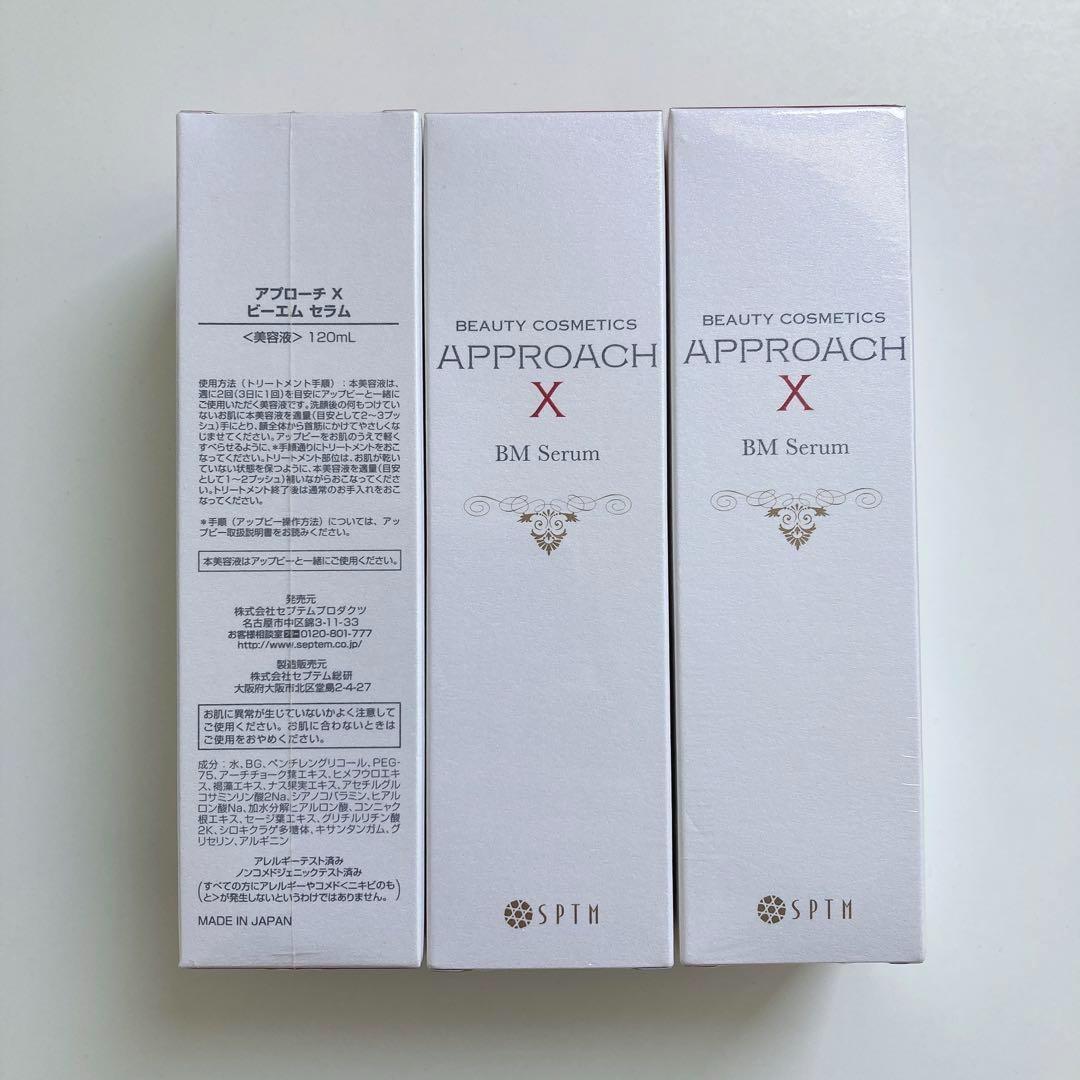 アプローチ X
ビーエム セラム
＜美容液＞ 120mL
使用方法（トリートメント手順）：本美容液は、
週に2回(3日に1回)を目安にアップビーと一緒に
ご使用いただく美容液です。洗顔後の何もつけてい
ないお肌に本美容液を適量(目安として2～3プッ
シュ)手にとり、顔全体から首筋にかけてやさしくな
じませてください。アップビーをお肌のうえで軽く
すべらせるように、＊手順通りにトリートメントをおこ
なってください。トリートメント部位は、お肌が乾い
ていない状態を保つように、本美容液を適量(目安
として1～2プッシュ)補いながらおこなってくださ
い。トリートメント終了後は通常のお手入れをおこ
なってください。
＊手順（アップビー操作方法）については、アッ
プビー取扱説明書をお読みください。
本美容液はアップビーと一緒にご使用ください。
発売元
株式会社セプテムプロダクツ
名古屋市中区錦3-11-33
お客様相談室 0120-801-777
http://www.septem.co.jp/
製造販売元
株式会社セプテム総研
大阪府大阪市北区堂島2-4-27
お肌に異常が生じていないかよく注意して
ご使用ください。お肌に合わないときは
ご使用をおやめください。
成分：水、BG、ペンチレングリコール、PEG-
75、アーチチョーク葉エキス、ヒメフウロエキ
ス、褐藻エキス、ナス果実エキス、アセチルグル
コサミンリン酸2Na、シアノコバラミン、ヒアル
ロン酸Na、加水分解ヒアルロン酸、コンニャク
根エキス、セージ葉エキス、グリチルリチン酸
2K、シロキクラゲ多糖体、キサンタンガム、グ
リセリン、アルギニン
アレルギーテスト済み
ノンコメドジェニックテスト済み
(すべての方にアレルギーやコメド＜ニキビのも
と＞が発生しないというわけではありません。)
MADE IN JAPAN
BEAUTY COSMETICS
APPROACH
X
BM Serum
SPTM
BEAUTY COSMETICS
APPROACH
X
BM Serum
SPTM